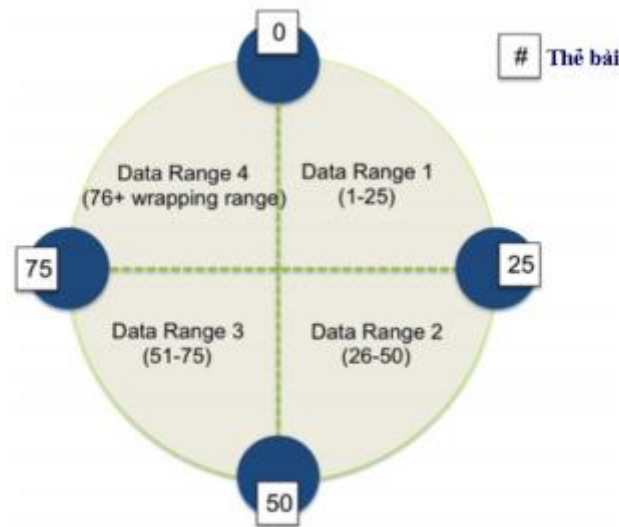 0
# Thẻ bài
Data Range 4
(76+ wrapping range)
Data Range 1
(1-25)
75
25
Data Range 3
(51-75)
Data Range 2
(26-50)
50